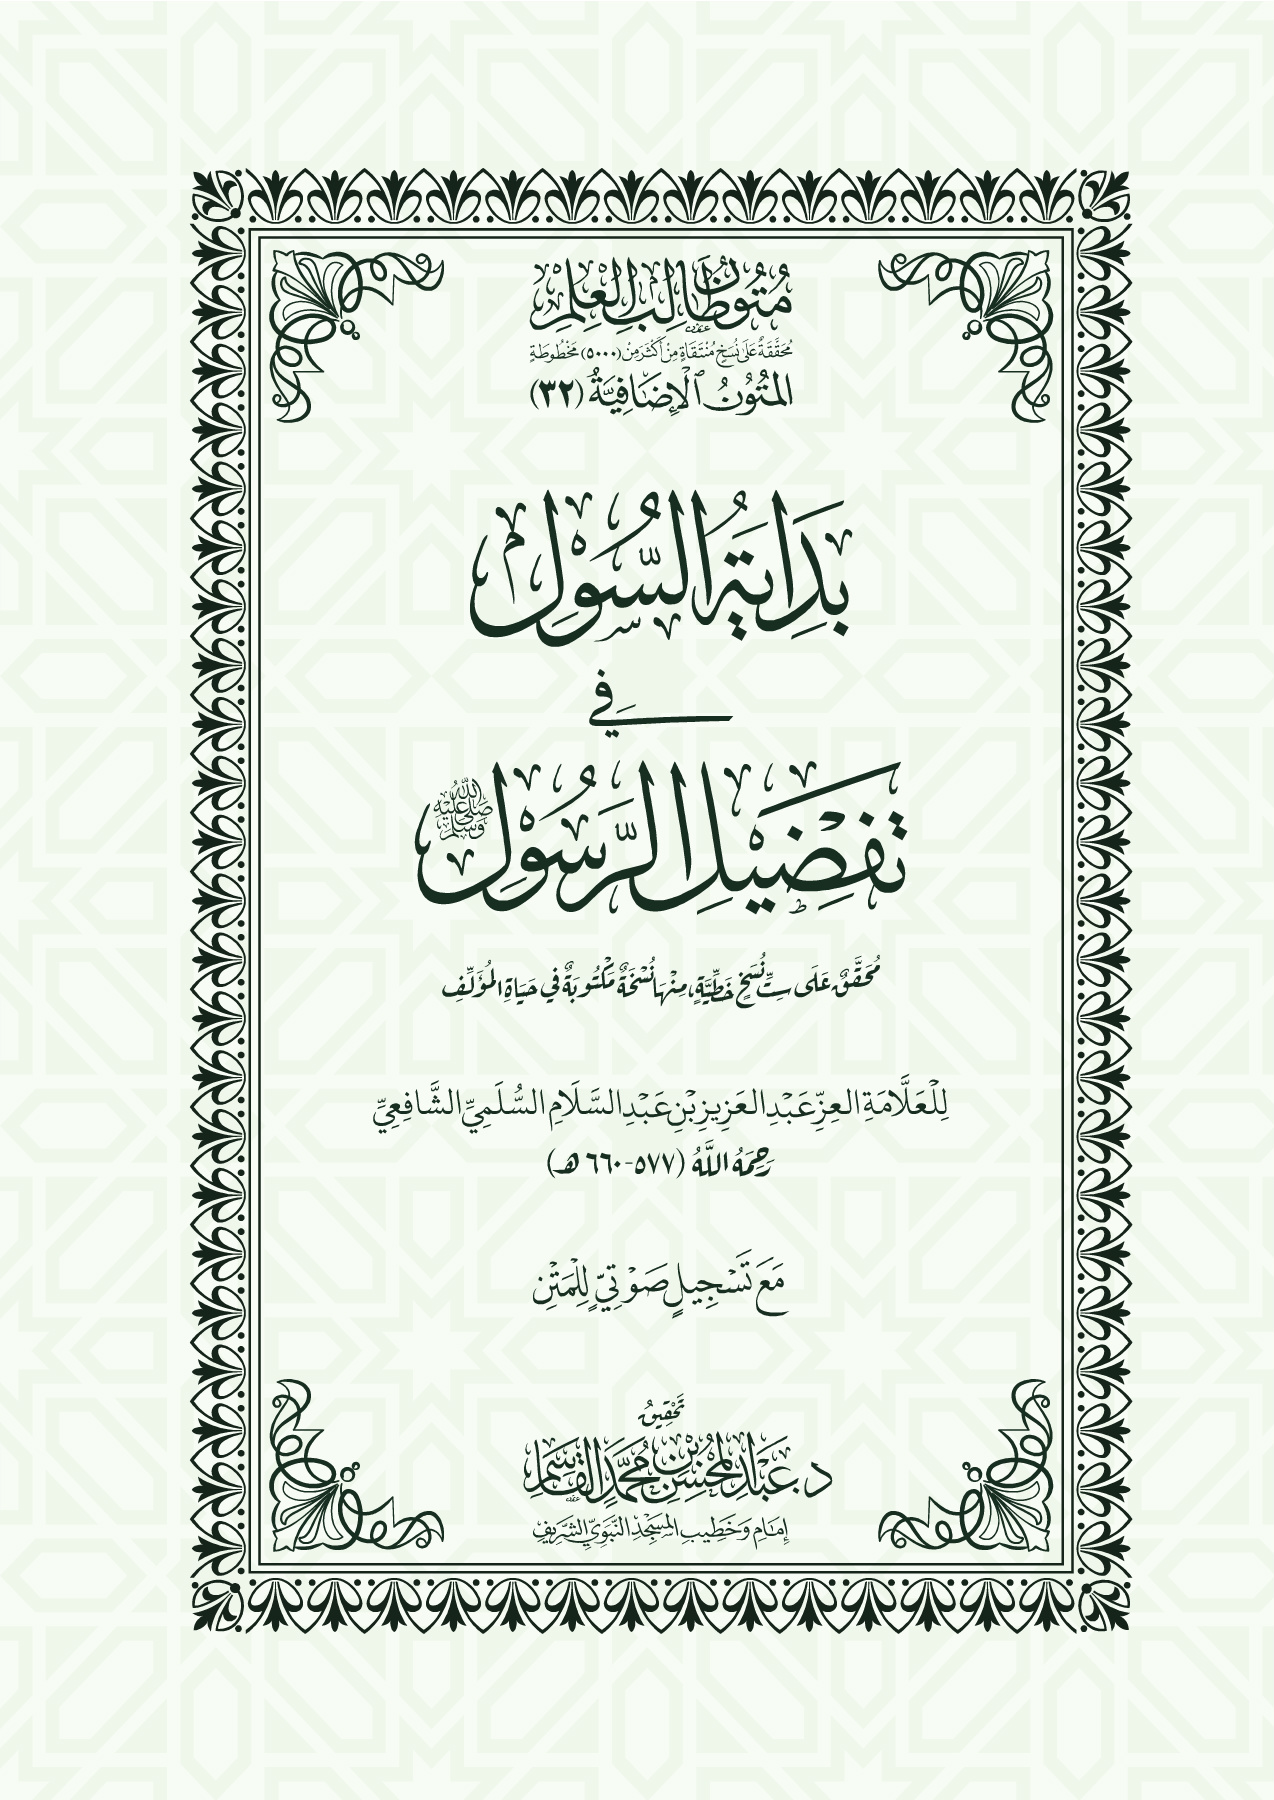 مُتُونُ طَالِبِ العِلْمِ
مُحَقَّقَةٌ عَلَى نُسَخٍ مُنْتَقَاةٍ مِنْ أَكْثَرَ مِنْ (٥٠٠٠) مَخْطُوطَةٍ
المُتُونُ الْإِضَافِيَّةُ (٣٢)
بِدَايَةُ السُّولِ
فِي
تَفْضِيلِ الرَّسُولِ ﷺ
مُحَقَّقٌ عَلَى سِتِّ نُسَخٍ خَطِّيَّةٍ، مِنْهَا نُسْخَةٌ مَكْتُوبَةٌ فِي حَيَاةِ المُؤَلِّفِ
لِلْعَلَّامَةِ العِزِّ عَبْدِ العَزِيزِ بْنِ عَبْدِ السَّلَامِ السُّلَمِيِّ الشَّافِعِيِّ
رَحِمَهُ اللَّهُ (٥٧٧-٦٦٠ هـ)
مَعَ تَسْجِيلٍ صَوْتِيٍّ لِلْمَتْنِ
تَحْقِيقُ
د. عَبْدِ المُحْسِنِ بْنِ مُحَمَّدٍ القَاسِمِ
إِمَامِ وَخَطِيبِ المَسْجِدِ النَّبَوِيِّ الشَّرِيفِ